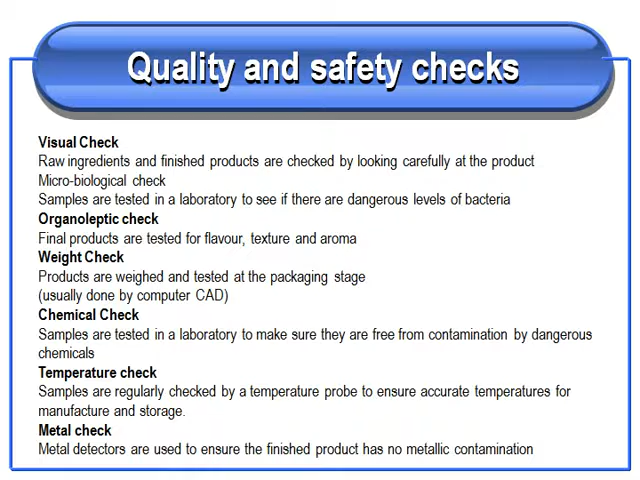 Quality and safety checks
Visual Check
Raw ingredients and finished products are checked by looking carefully at the product
Micro-biological check
Samples are tested in a laboratory to see if there are dangerous levels of bacteria
Organoleptic check
Final products are tested for flavour, texture and aroma
Weight Check
Products are weighed and tested at the packaging stage
(usually done by computer CAD)
Chemical Check
Samples are tested in a laboratory to make sure they are free from contamination by dangerous
chemicals
Temperature check
Samples are regularly checked by a temperature probe to ensure accurate temperatures for
manufacture and storage.
Metal check
Metal detectors are used to ensure the finished product has no metallic contamination